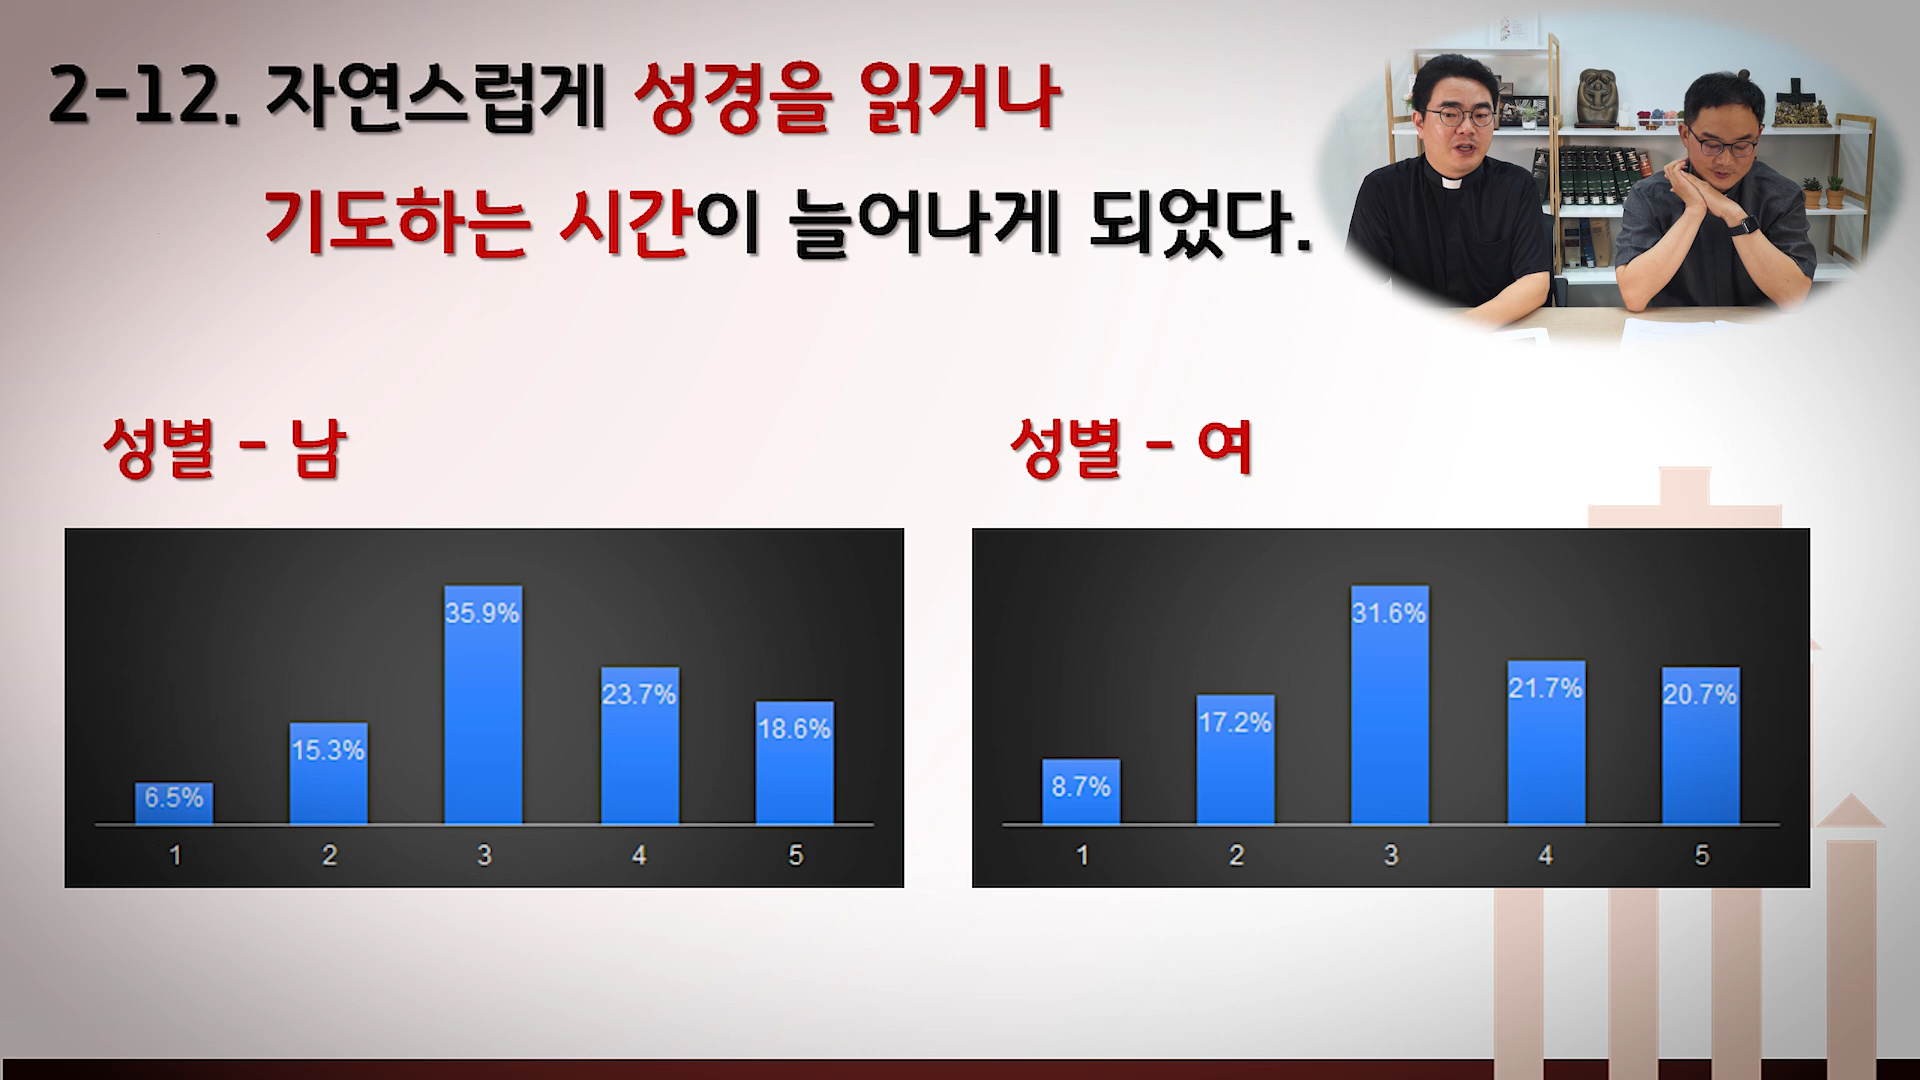 2-12. 자연스럽게 성경을 읽거나
기도하는 시간이 늘어나게 되었다.
성별 - 남
성별 - 여
6.5%
15.3%
35.9%
23.7%
18.6%
1 2 3 4 5
8.7%
17.2%
31.6%
21.7%
20.7%
1 2 3 4 5